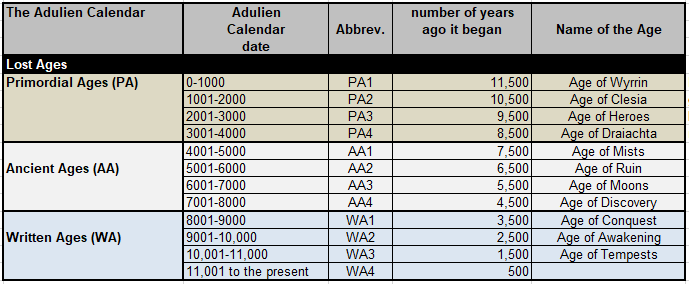 The Adulien Calendar Adulien Calendar date Abbrev. number of years ago it began Name of the Age
Lost Ages
Primordial Ages (PA) 0-1000 PA1 11,500 Age of Wyrrin
1001-2000 PA2 10,500 Age of Clesia
2001-3000 PA3 9,500 Age of Heroes
3001-4000 PA4 8,500 Age of Draiachta
4001-5000 AA1 7,500 Age of Mists
Ancient Ages (AA) 5001-6000 AA2 6,500 Age of Ruin
6001-7000 AA3 5,500 Age of Moons
7001-8000 AA4 4,500 Age of Discovery
8001-9000 WA1 3,500 Age of Conquest
Written Ages (WA) 9001-10,000 WA2 2,500 Age of Awakening
10,001-11,000 WA3 1,500 Age of Tempests
11,001 to the present WA4 500